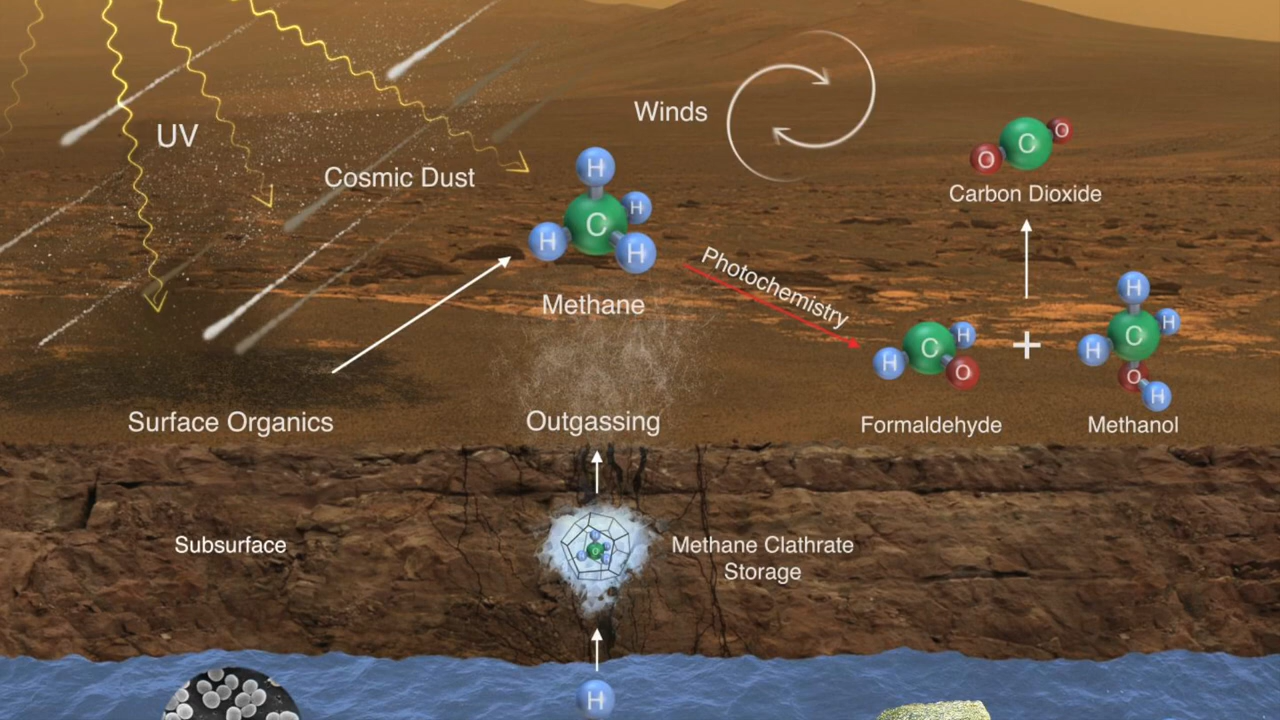 Winds
UV
Cosmic Dust
H
H
H
H
C
Methane
C
O
O
Carbon Dioxide
Photochemistry
H
C
H
O
+
H
H
H
C
O
H
Surface Organics
Outgassing
Formaldehyde
Methanol
Subsurface
Methane Clathrate
Storage
H